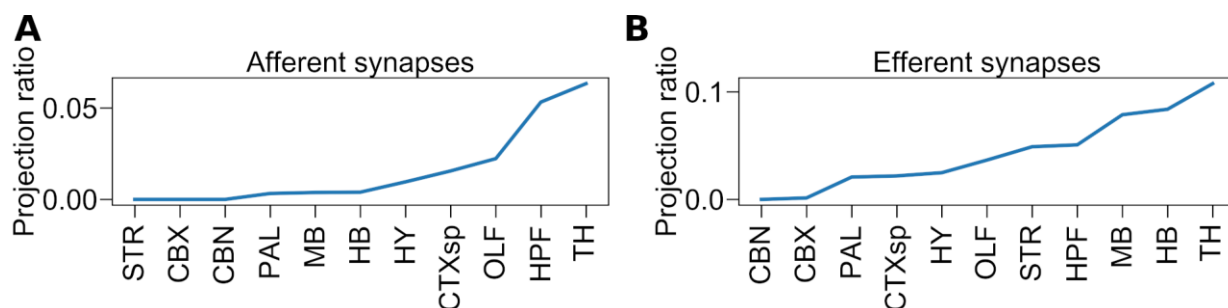 A
Afferent synapses
Projection ratio
0.05
0.00
STR
CBX
CBN
PAL
MB
HB
HY
CTXsp
OLF
HPF
TH
B
Efferent synapses
Projection ratio
0.1
0.0
CBN
CBX
PAL
CTXsp
HY
OLF
STR
HPF
MB
HB
TH